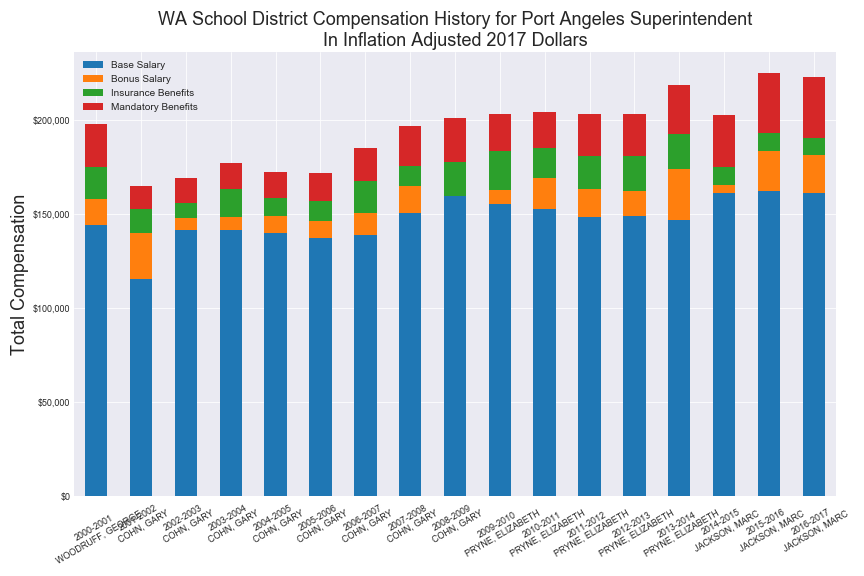 WA School District Compensation History for Port Angeles Superintendent
In Inflation Adjusted 2017 Dollars
Base Salary
Bonus Salary
Insurance Benefits
Mandatory Benefits
Total Compensation
$200,000
$150,000
$100,000
$50,000
$0
2000-2001
WOODRUFF, GEORGE
2001-2002
COHN, GARY
2002-2003
COHN, GARY
2003-2004
COHN, GARY
2004-2005
COHN, GARY
2005-2006
COHN, GARY
2006-2007
COHN, GARY
2007-2008
COHN, GARY
2008-2009
COHN, GARY
2009-2010
PRYNE, ELIZABETH
2010-2011
PRYNE, ELIZABETH
2011-2012
PRYNE, ELIZABETH
2012-2013
PRYNE, ELIZABETH
2013-2014
PRYNE, ELIZABETH
2014-2015
JACKSON, MARC
2015-2016
JACKSON, MARC
2016-2017
JACKSON, MARC